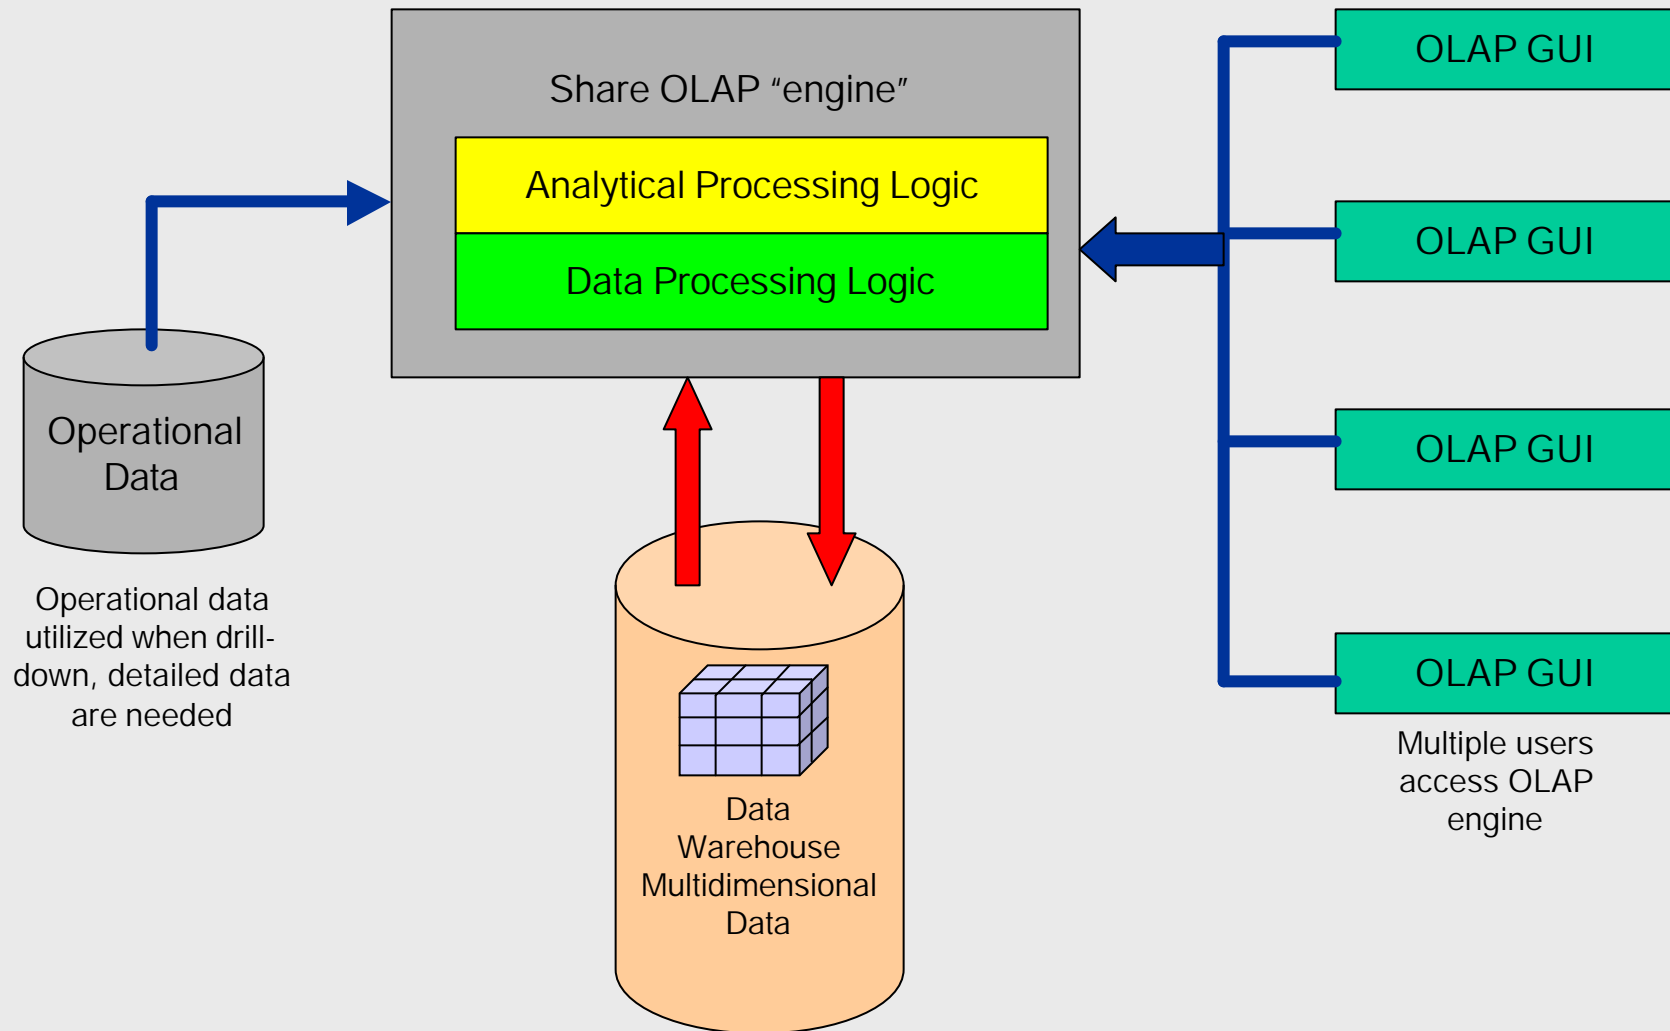 Share OLAP “engine”
Analytical Processing Logic
Data Processing Logic
Operational
Data
Operational data
utilized when drill-
down, detailed data
are needed
Data
Warehouse
Multidimensional
Data
OLAP GUI
OLAP GUI
OLAP GUI
OLAP GUI
Multiple users
access OLAP
engine